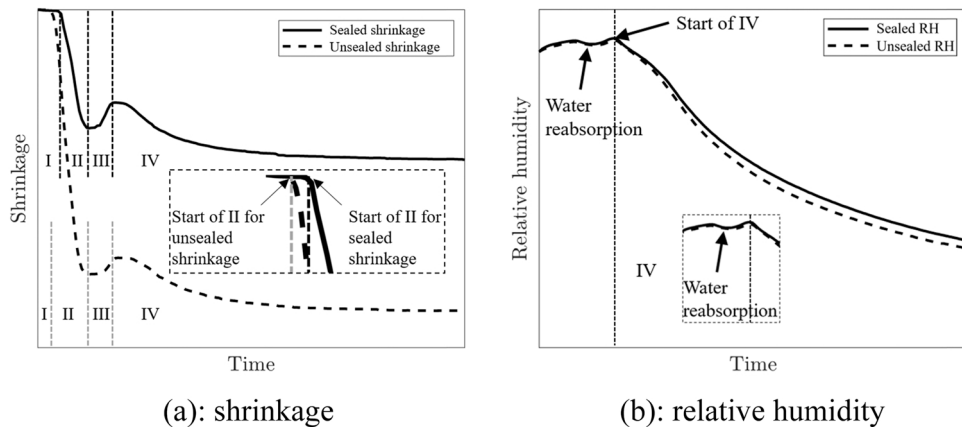 Sealed shrinkage
Unsealed shrinkage
Shrinkage
I
II
III
IV
Start of II for
unsealed
shrinkage
Start of II for
sealed
shrinkage
I
II
III
IV
Time
(a): shrinkage
Sealed RH
Unsealed RH
Start of IV
Water
reabsorption
Relative humidity
IV
Water
reabsorption
Time
(b): relative humidity